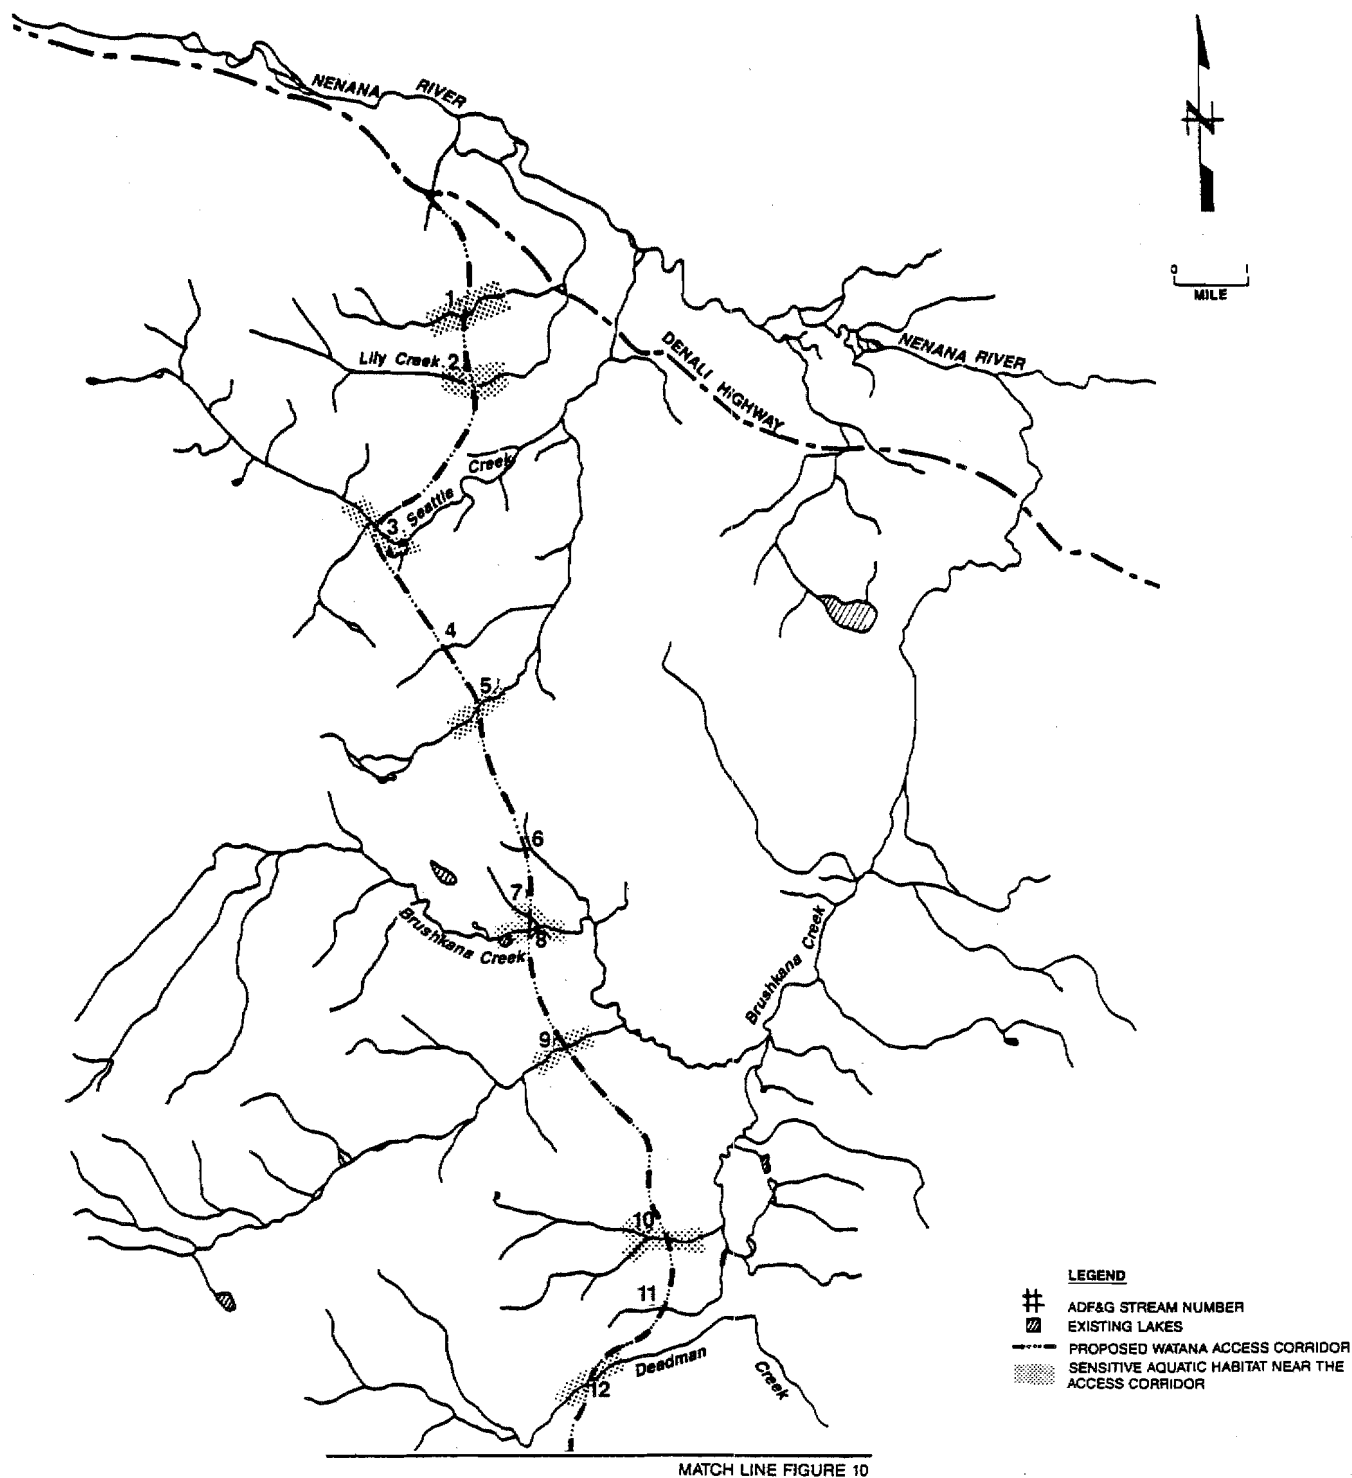 NENANA RIVER
N
0 1
MILE
1
Lily Creek 2
DENALI HIGHWAY
NENANA RIVER
Seattle Creek
3
4
5
6
7
8
Brushkana Creek
Brushkana Creek
9
10
11
Deadman Creek
12
LEGEND
# ADF&G STREAM NUMBER
EXISTING LAKES
PROPOSED WATANA ACCESS CORRIDOR
SENSITIVE AQUATIC HABITAT NEAR THE
ACCESS CORRIDOR
MATCH LINE FIGURE 10